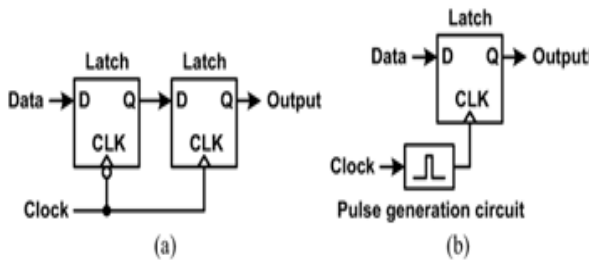 Latch
Latch
Data
D
Q
D
Q
Output
CLK
CLK
Clock
(a)
Latch
Data
D
Q
Output
CLK
Clock
Pulse generation circuit
(b)